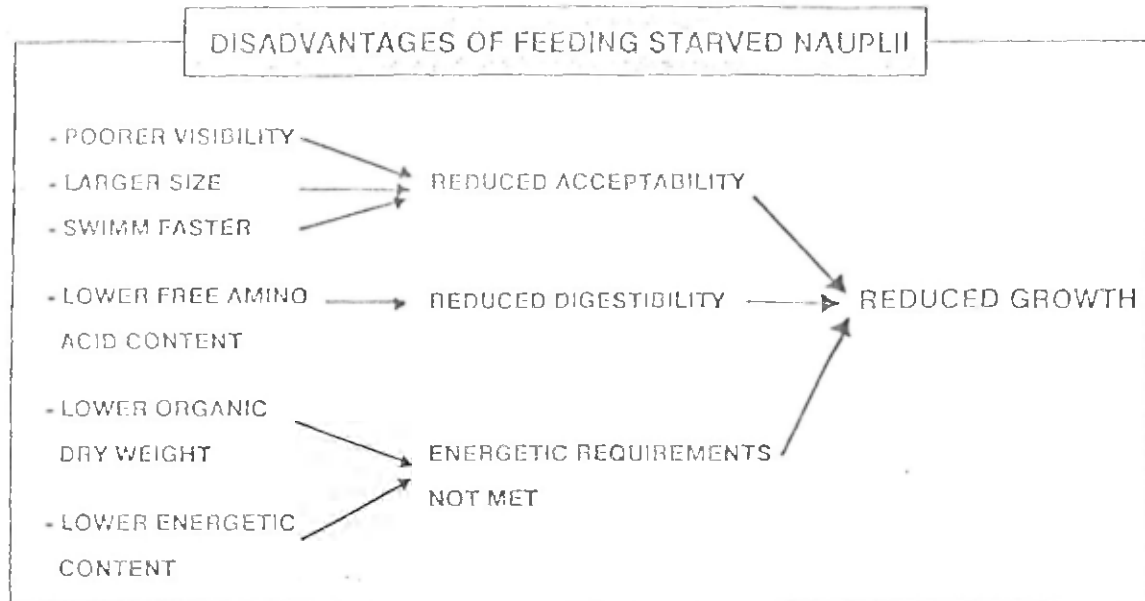 DISADVANTAGES OF FEEDING STARVED NAUPLII
- POORER VISIBILITY
- LARGER SIZE
- SWIMM FASTER
REDUCED ACCEPTABILITY
- LOWER FREE AMINO
ACID CONTENT
REDUCED DIGESTIBILITY
REDUCED GROWTH
- LOWER ORGANIC
DRY WEIGHT
- LOWER ENERGETIC
CONTENT
ENERGETIC REQUIREMENTS
NOT MET